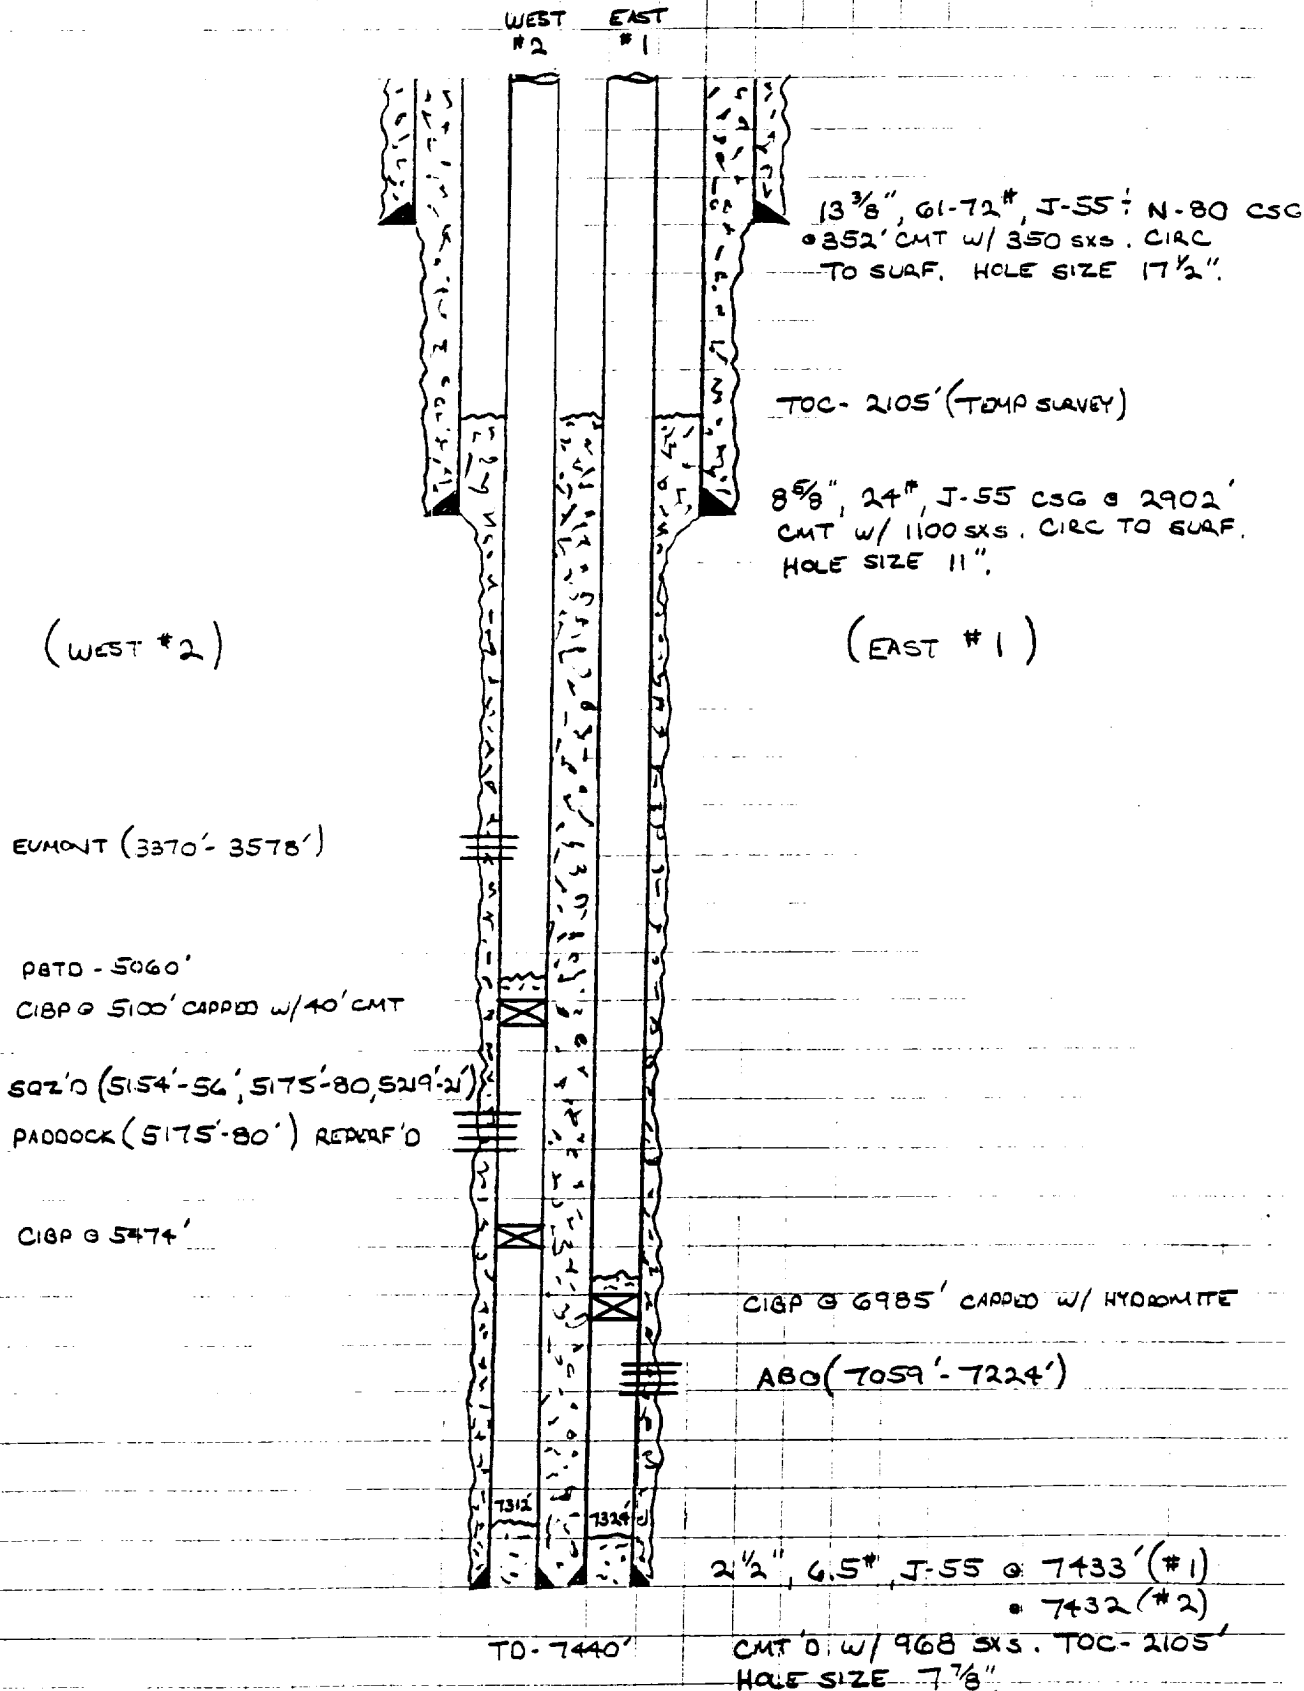 WEST EAST
#2 #1
13 3/8", 61-72#, J-55 & N-80 CSG
@ 352' CMT W/ 350 SXS. CIRC
TO SURF. HOLE SIZE 17 1/2".
TOC- 2105' (TEMP SURVEY)
8 5/8", 24#, J-55 CSG @ 2902'
CMT W/ 1100 SXS. CIRC TO SURF.
HOLE SIZE 11".
(WEST #2)
(EAST #1)
EUMONT (3370'- 3578')
PBTD - 5060'
CIBP @ 5100' CAPPED W/40' CMT
SQZ'D (5154'-56', 5175'-80, 5219'-21')
PADDOCK (5175'-80') REPERF'D
CIBP @ 5474'
CIBP @ 6985' CAPPED W/ HYDROMITE
ABO (7059'- 7224')
7312' 7324'
2 1/2", 6.5#, J-55 @ 7433' (#1)
@ 7432 (#2)
TD- 7440'
CMT'D W/ 968 SXS. TOC- 2105'
HOLE SIZE 7 7/8"